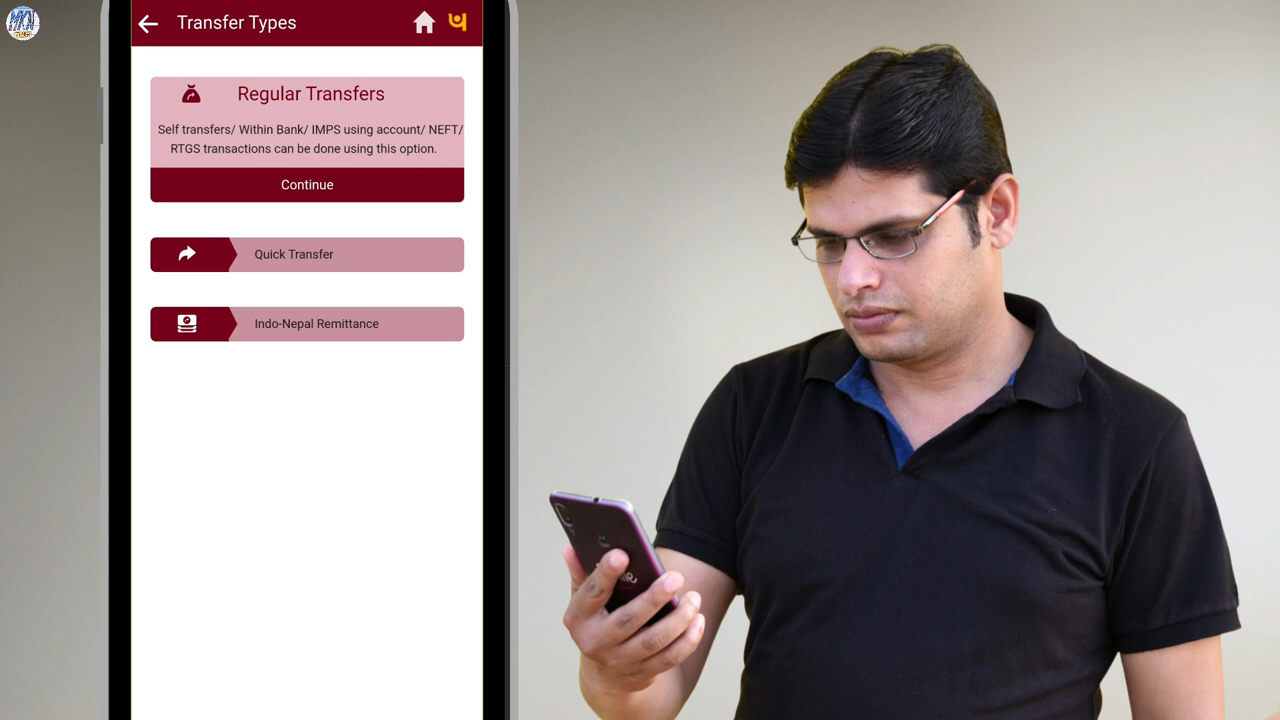 MKN
Transfer Types
Regular Transfers
Self transfers/ Within Bank/ IMPS using account/ NEFT/
RTGS transactions can be done using this option.
Continue
Quick Transfer
Indo-Nepal Remittance